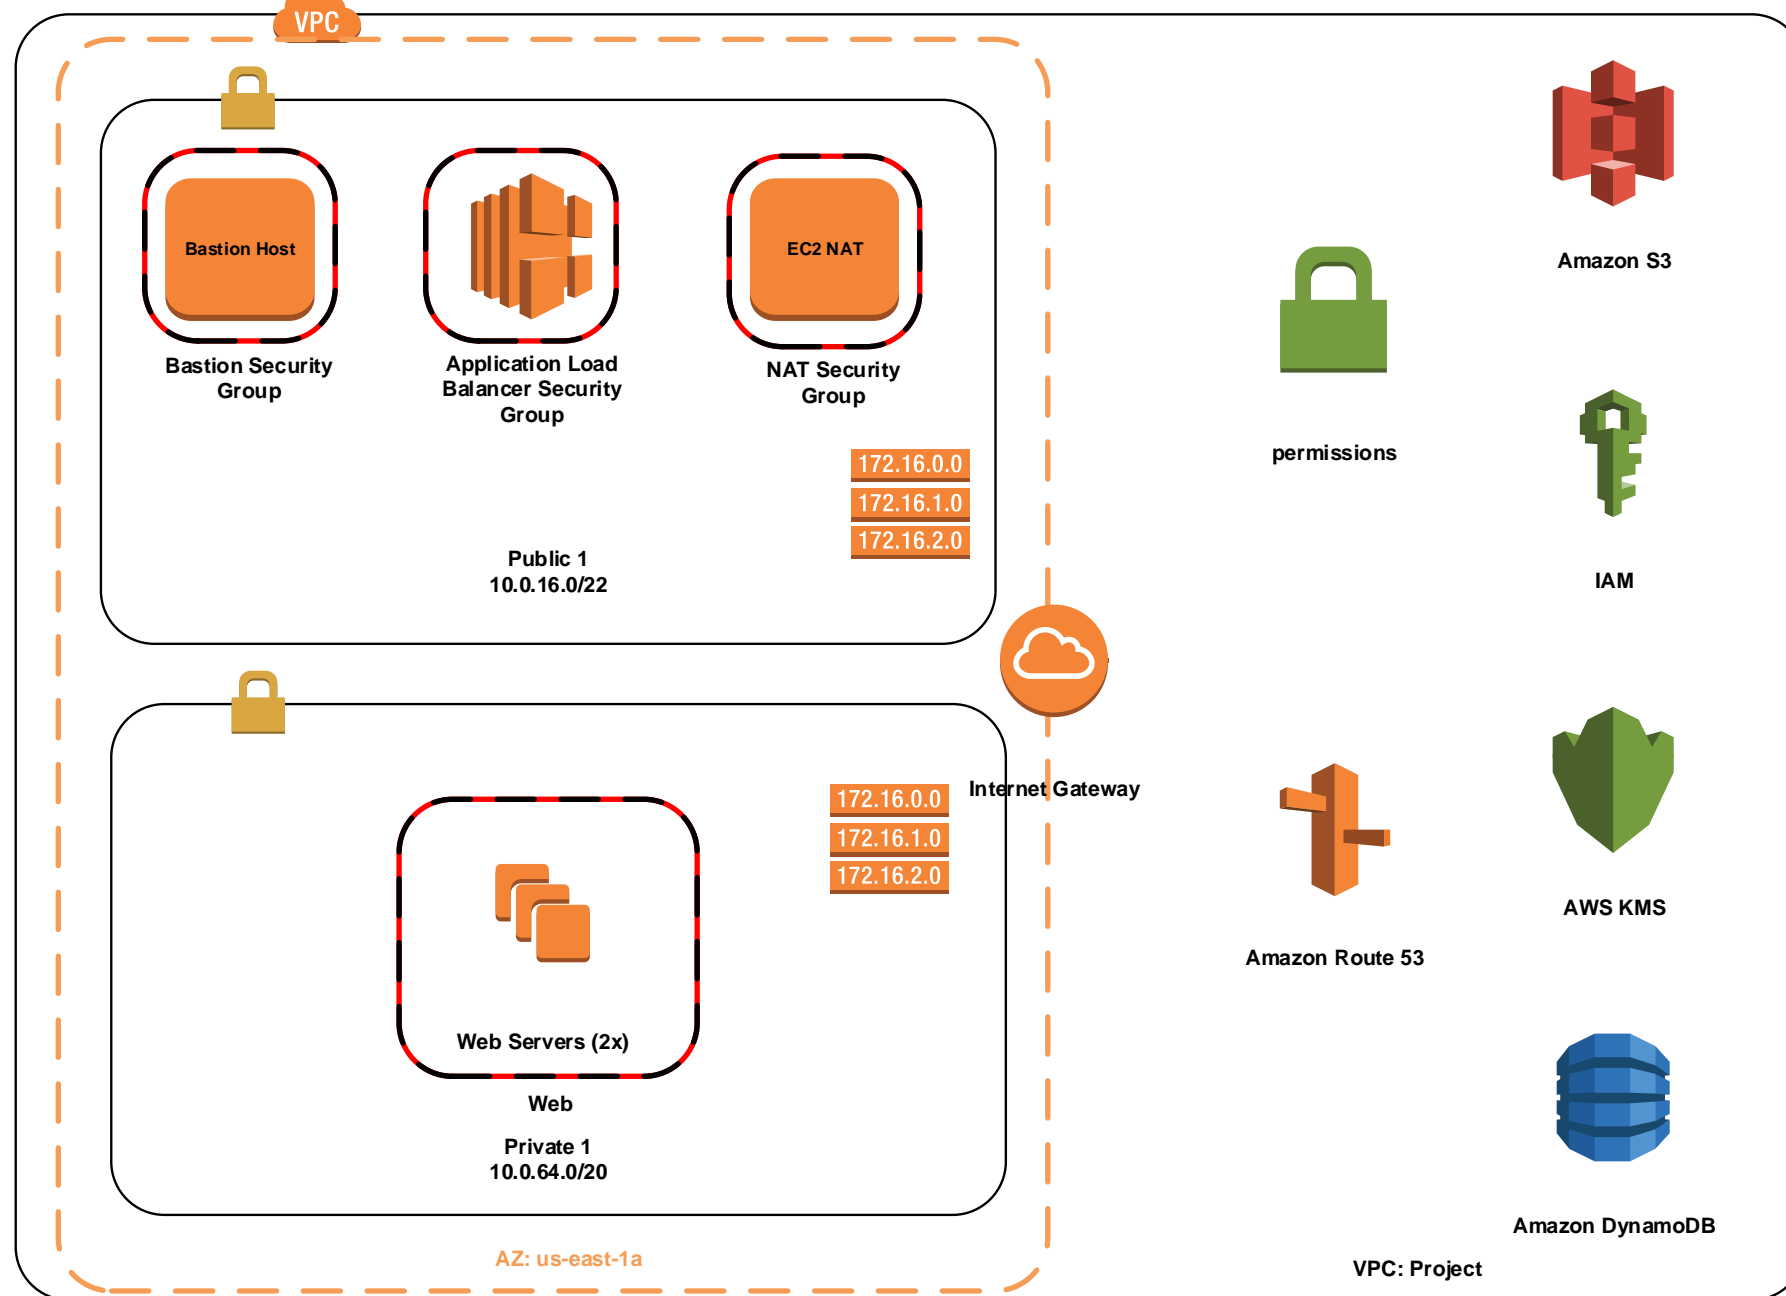 VPC
Bastion Host
EC2 NAT
Bastion Security
Group
Application Load
Balancer Security
Group
NAT Security
Group
172.16.0.0
172.16.1.0
172.16.2.0
Public 1
10.0.16.0/22
Internet Gateway
172.16.0.0
172.16.1.0
172.16.2.0
Web Servers (2x)
Web
Private 1
10.0.64.0/20
AZ: us-east-1a
Amazon S3
permissions
IAM
AWS KMS
Amazon Route 53
Amazon DynamoDB
VPC: Project